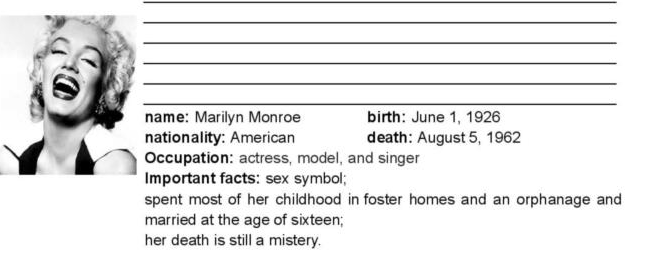 name: Marilyn Monroe birth: June 1, 1926
nationality: American death: August 5, 1962
Occupation: actress, model, and singer
Important facts: sex symbol;
spent most of her childhood in foster homes and an orphanage and
married at the age of sixteen;
her death is still a mistery.